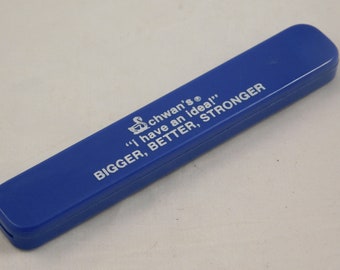 Schwan's®
"I have an idea!"
BIGGER, BETTER, STRONGER